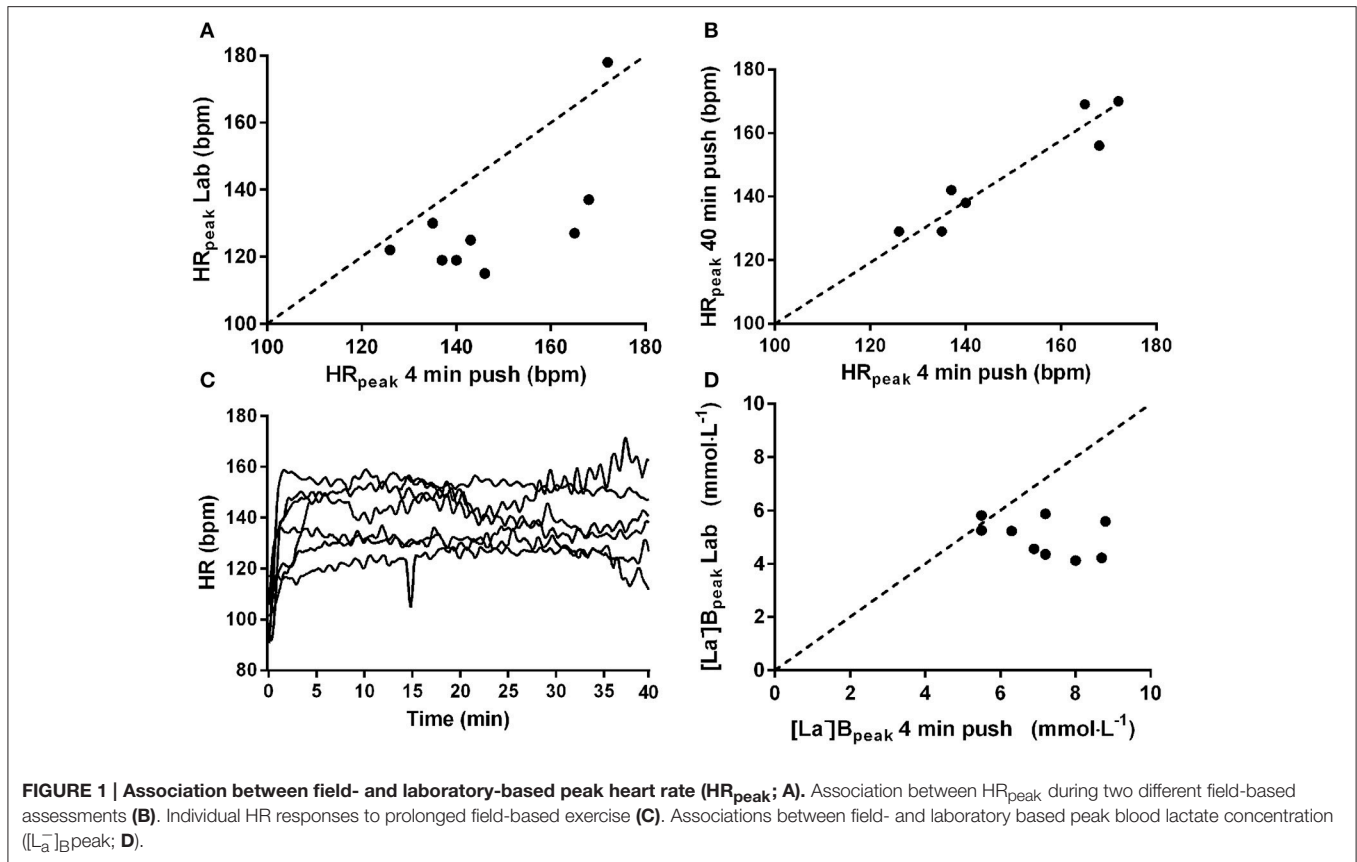 A
HRpeak Lab (bpm)
180
160
140
120
100
100 120 140 160 180
HRpeak 4 min push (bpm)
B
HRpeak 40 min push (bpm)
180
160
140
120
100
100 120 140 160 180
HRpeak 4 min push (bpm)
C
HR (bpm)
180
160
140
120
100
80
0 5 10 15 20 25 30 35 40
Time (min)
D
[La⁻]Bpeak Lab (mmol·L⁻¹)
10
8
6
4
2
0
0 2 4 6 8 10
[La⁻]Bpeak 4 min push (mmol·L⁻¹)
FIGURE 1 | Association between field- and laboratory-based peak heart rate (HRpeak; A). Association between HRpeak during two different field-based
assessments (B). Individual HR responses to prolonged field-based exercise (C). Associations between field- and laboratory based peak blood lactate concentration
([La⁻]Bpeak; D).